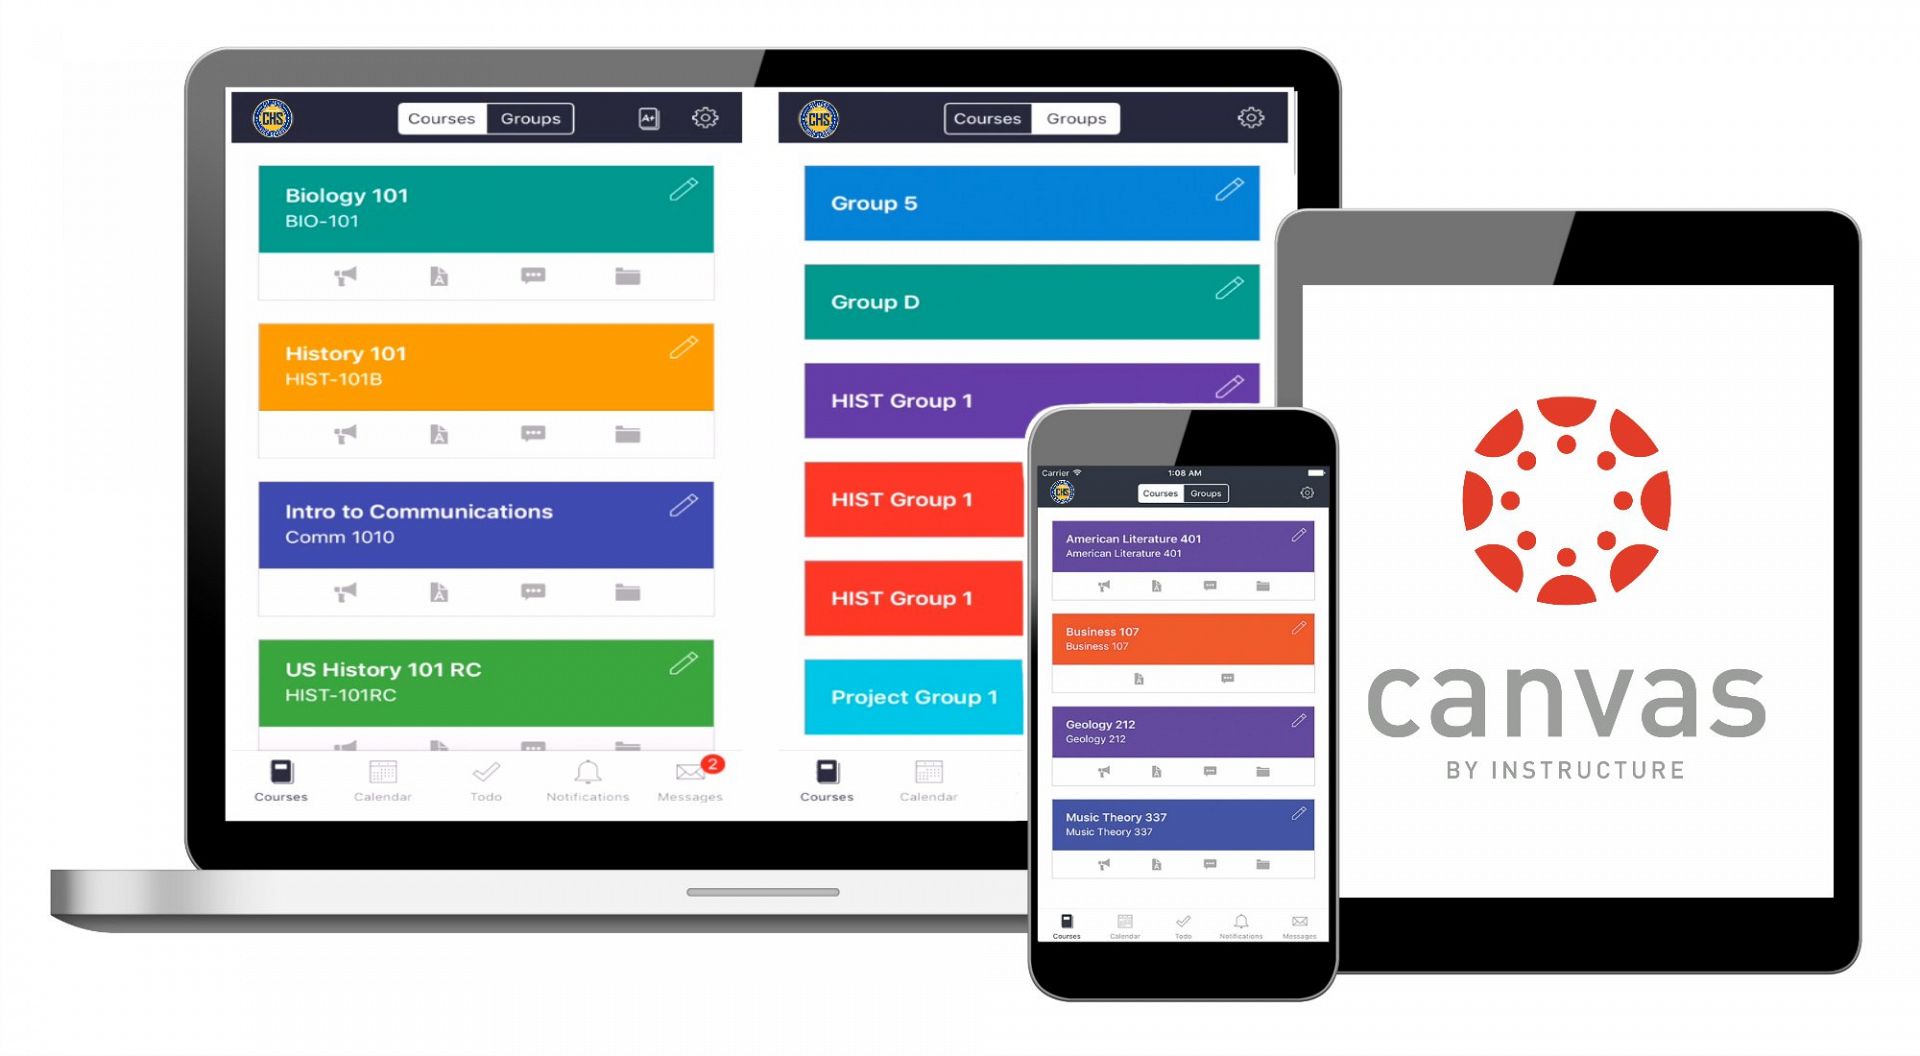 CHS
Courses
Groups
A+
Biology 101
BIO-101
History 101
HIST-101B
Intro to Communications
Comm 1010
US History 101 RC
HIST-101RC
Courses
Calendar
Todo
Notifications
2
Messages
CHS
Courses
Groups
Group 5
Group D
HIST Group 1
HIST Group 1
HIST Group 1
Project Group 1
Courses
Calendar
Carrier
1:08 AM
CHS
Courses
Groups
American Literature 401
American Literature 401
Business 107
Business 107
Geology 212
Geology 212
Music Theory 337
Music Theory 337
Courses
Calendar
Todo
Notifications
Messages
canvas
BY INSTRUCTURE